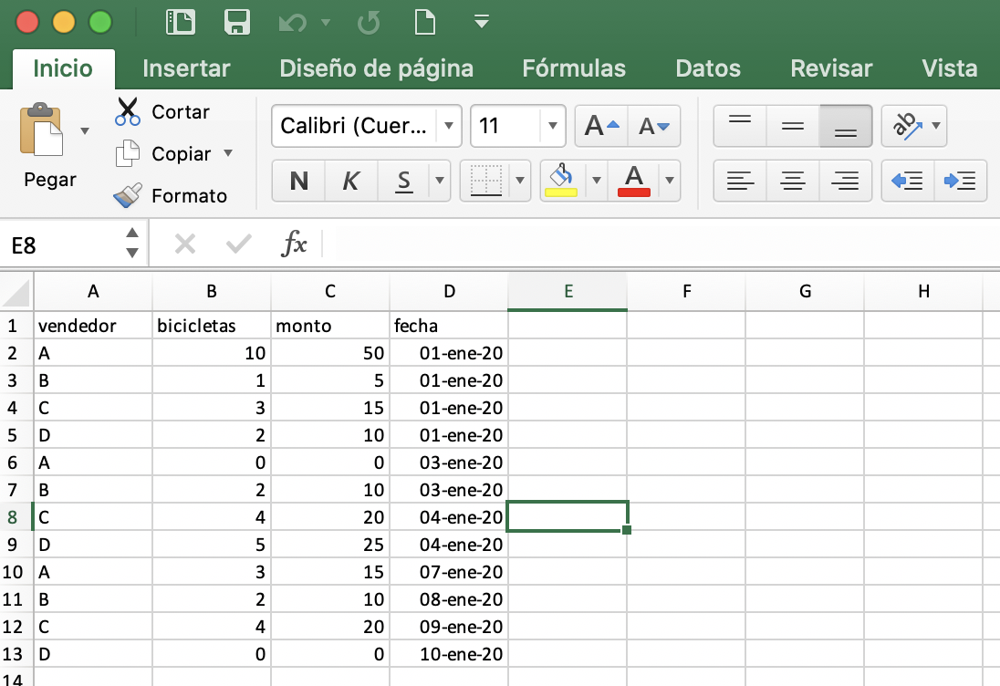 Inicio Insertar Diseño de página Fórmulas Datos Revisar Vista
Pegar
Cortar
Copiar
Formato
Calibri (Cuer... 11 A A
N K S A
ab
E8 fx
A B C D E F G H
1 vendedor bicicletas monto fecha
2 A 10 50 01-ene-20
3 B 1 5 01-ene-20
4 C 3 15 01-ene-20
5 D 2 10 01-ene-20
6 A 0 0 03-ene-20
7 B 2 10 03-ene-20
8 C 4 20 04-ene-20
9 D 5 25 04-ene-20
10 A 3 15 07-ene-20
11 B 2 10 08-ene-20
12 C 4 20 09-ene-20
13 D 0 0 10-ene-20
14